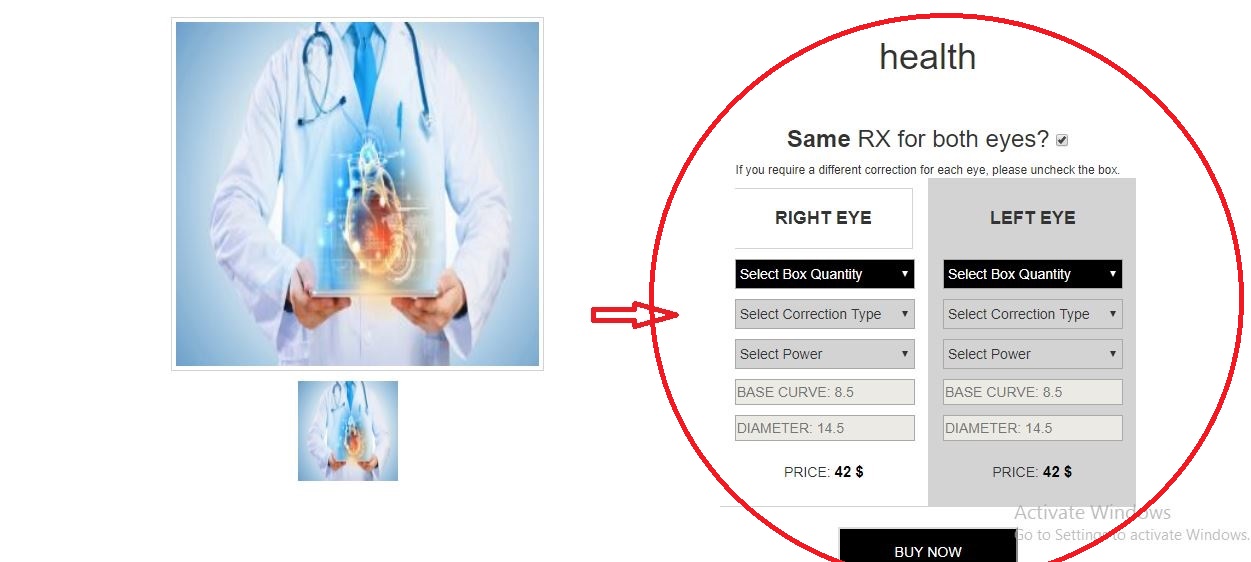 health
Same RX for both eyes?
If you require a different correction for each eye, please uncheck the box.
RIGHT EYE
LEFT EYE
Select Box Quantity
Select Box Quantity
Select Correction Type
Select Correction Type
Select Power
Select Power
BASE CURVE: 8.5
BASE CURVE: 8.5
DIAMETER: 14.5
DIAMETER: 14.5
PRICE: 42 $
PRICE: 42 $
Activate Windows
Go to Settings to activate Windows.
BUY NOW